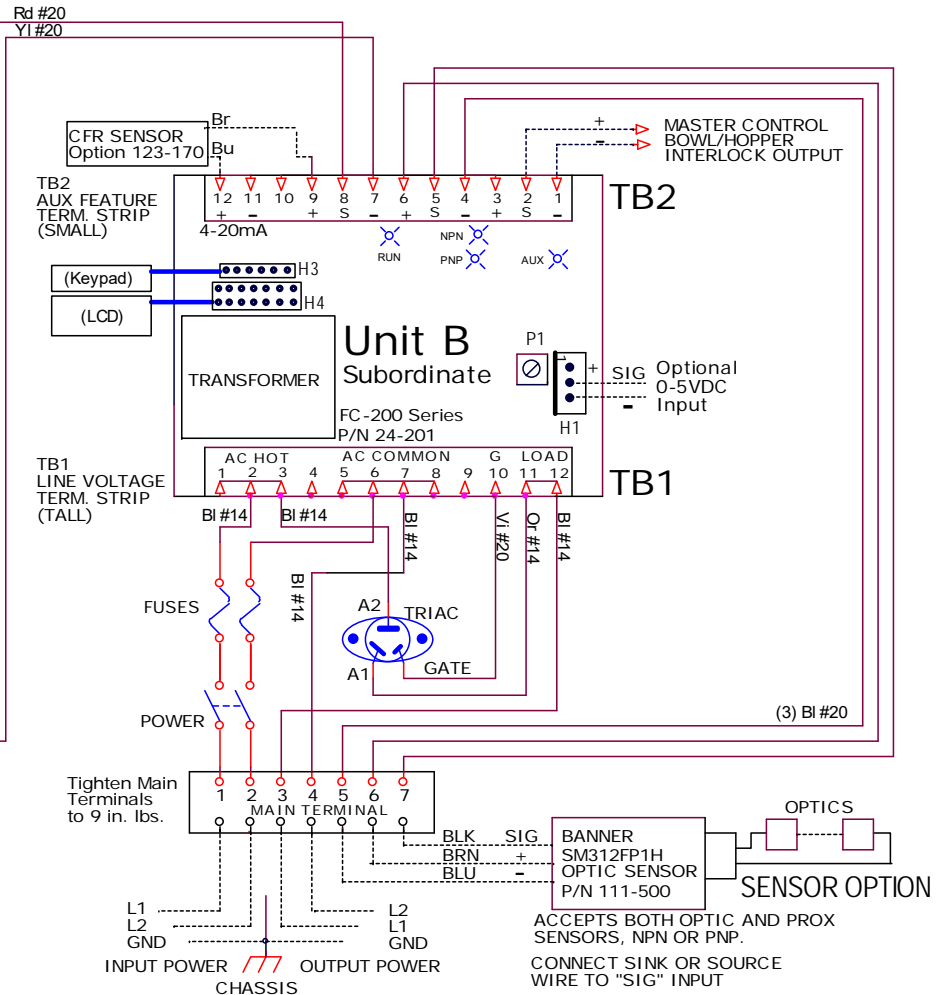 Rd #20
Yl #20
CFR SENSOR
Option 123-170
Br
Bu
+
-
MASTER CONTROL
BOWL/HOPPER
INTERLOCK OUTPUT
TB2
AUX FEATURE
TERM. STRIP
(SMALL)
12 11 10 9 8 7 6 5 4 3 2 1
+ - + S - + S - + S -
4-20mA
TB2
RUN
NPN
PNP
AUX
(Keypad)
H3
(LCD)
H4
TRANSFORMER
Unit B
Subordinate
FC-200 Series
P/N 24-201
P1
1
+
SIG
-
H1
Optional
0-5VDC
Input
TB1
LINE VOLTAGE
TERM. STRIP
(TALL)
AC HOT AC COMMON G LOAD
1 2 3 4 5 6 7 8 9 10 11 12
TB1
Bl #14
Bl #14
Bl #14
Bl #14
Vi #20
Or #14
Bl #14
FUSES
A2
TRIAC
A1
GATE
POWER
(3) Bl #20
Tighten Main
Terminals
to 9 in. lbs.
1 2 3 4 5 6 7
MAIN TERMINAL
BLK SIG
BRN +
BLU -
BANNER
SM312FP1H
OPTIC SENSOR
P/N 111-500
OPTICS
SENSOR OPTION
L1
L2
GND
L2
L1
GND
INPUT POWER
OUTPUT POWER
CHASSIS
ACCEPTS BOTH OPTIC AND PROX
SENSORS, NPN OR PNP.
CONNECT SINK OR SOURCE
WIRE TO "SIG" INPUT